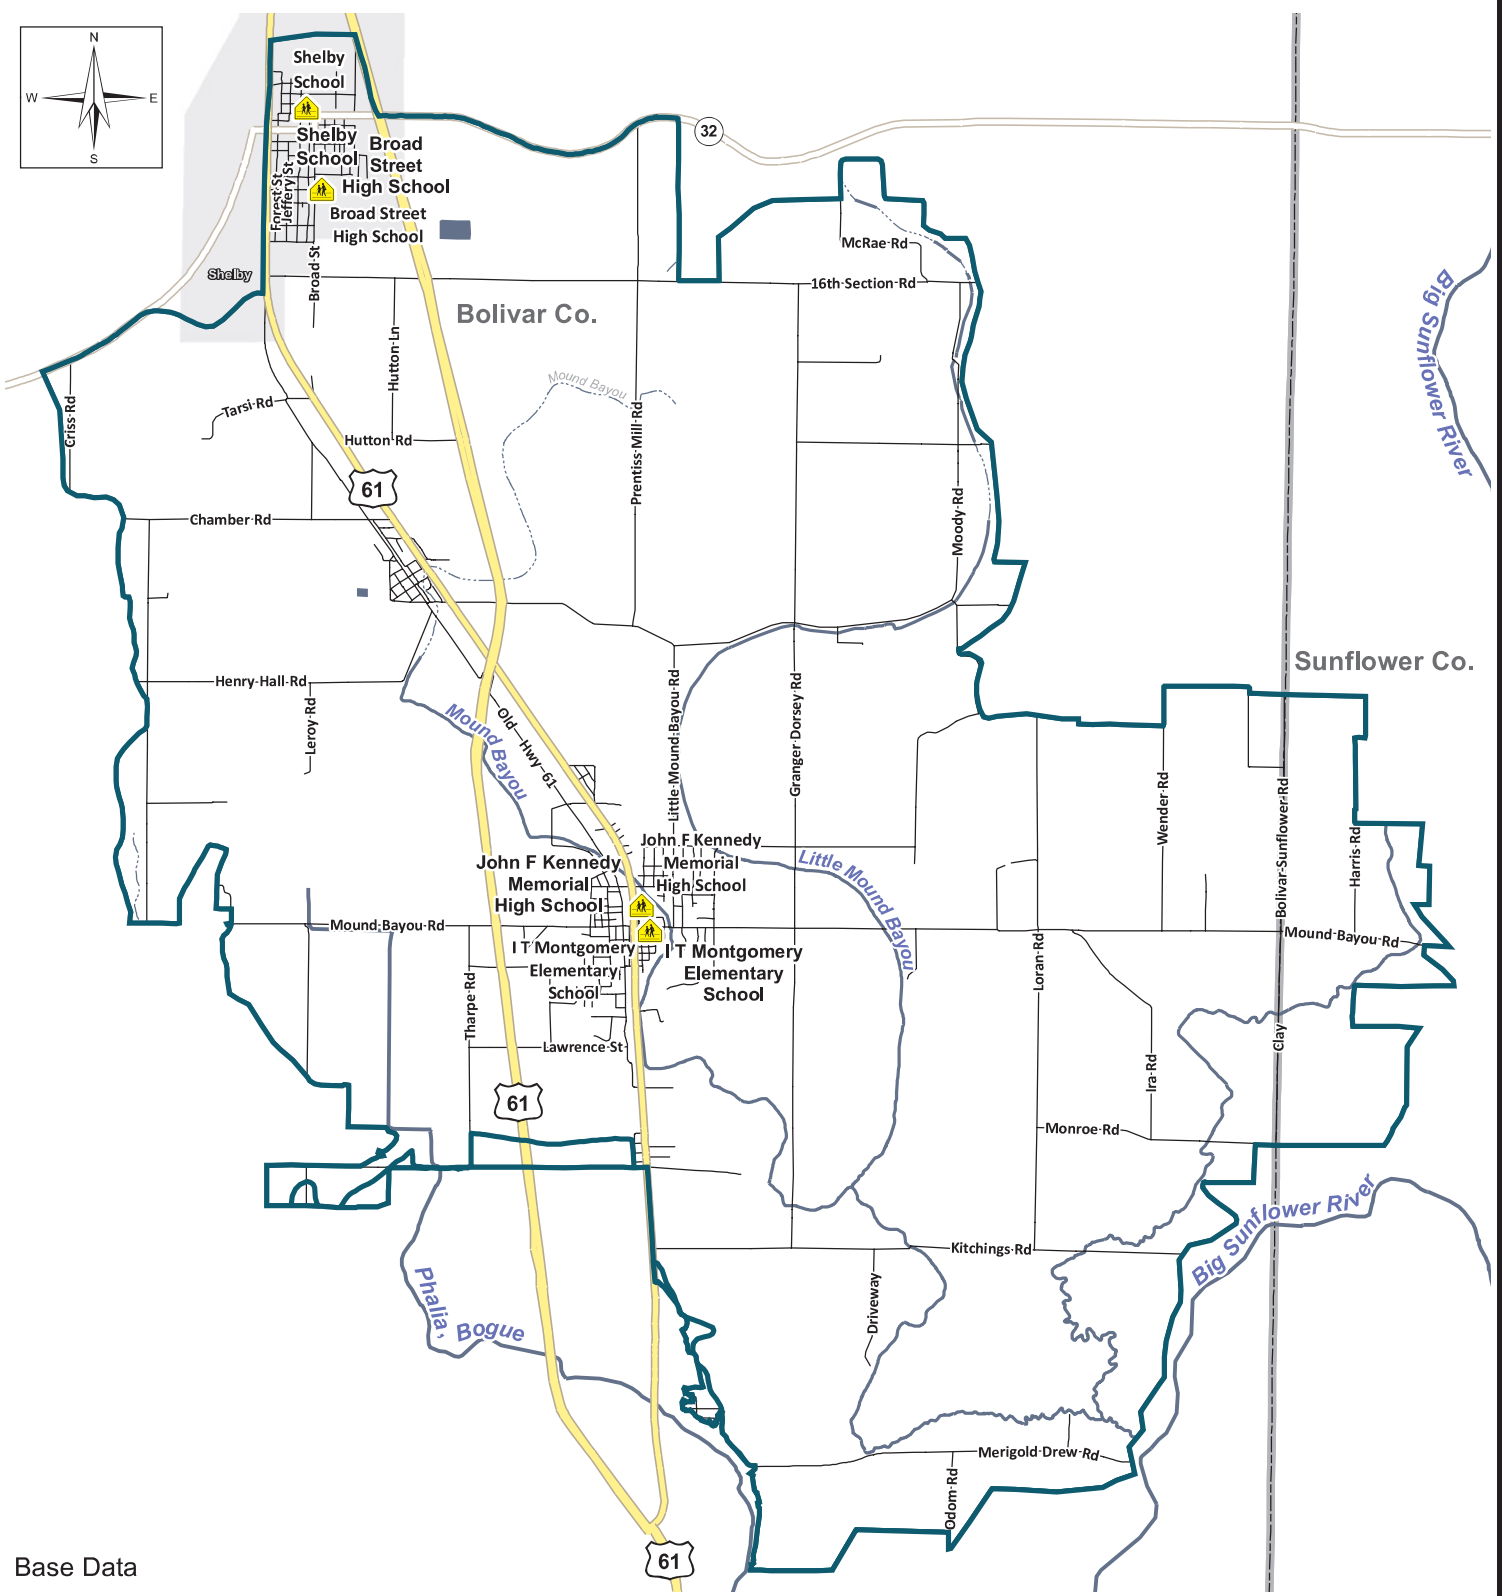 N
W
E
S
Shelby
School
32
Shelby
School
Broad
Street
High School
Forest St
Jeffery St
Broad Street
High School
McRae Rd
Shelby
Broad St
16th Section Rd
Bolivar Co.
Big Sunflower River
Hutton Ln
Mound Bayou
Tarsi Rd
Criss Rd
Prentiss Mill Rd
Hutton Rd
61
Moody Rd
Chamber Rd
Sunflower Co.
Henry Hall Rd
Leroy Rd
Mound Bayou
Old Hwy 61
Little Mound Bayou Rd
Granger Dorsey Rd
Wender Rd
Bolivar-Sunflower Rd
Harris Rd
John F Kennedy
Memorial
High School
John F Kennedy
Memorial
High School
Little Mound Bayou
Mound Bayou Rd
Mound Bayou Rd
I T Montgomery
Elementary
School
I T Montgomery
Elementary
School
Tharpe Rd
Loran Rd
Lawrence St
Clay
Ira Rd
61
Monroe Rd
Big Sunflower River
Kitchings Rd
Driveway
Phalia,
Bogue
Merigold Drew Rd
Odom Rd
61
Base Data